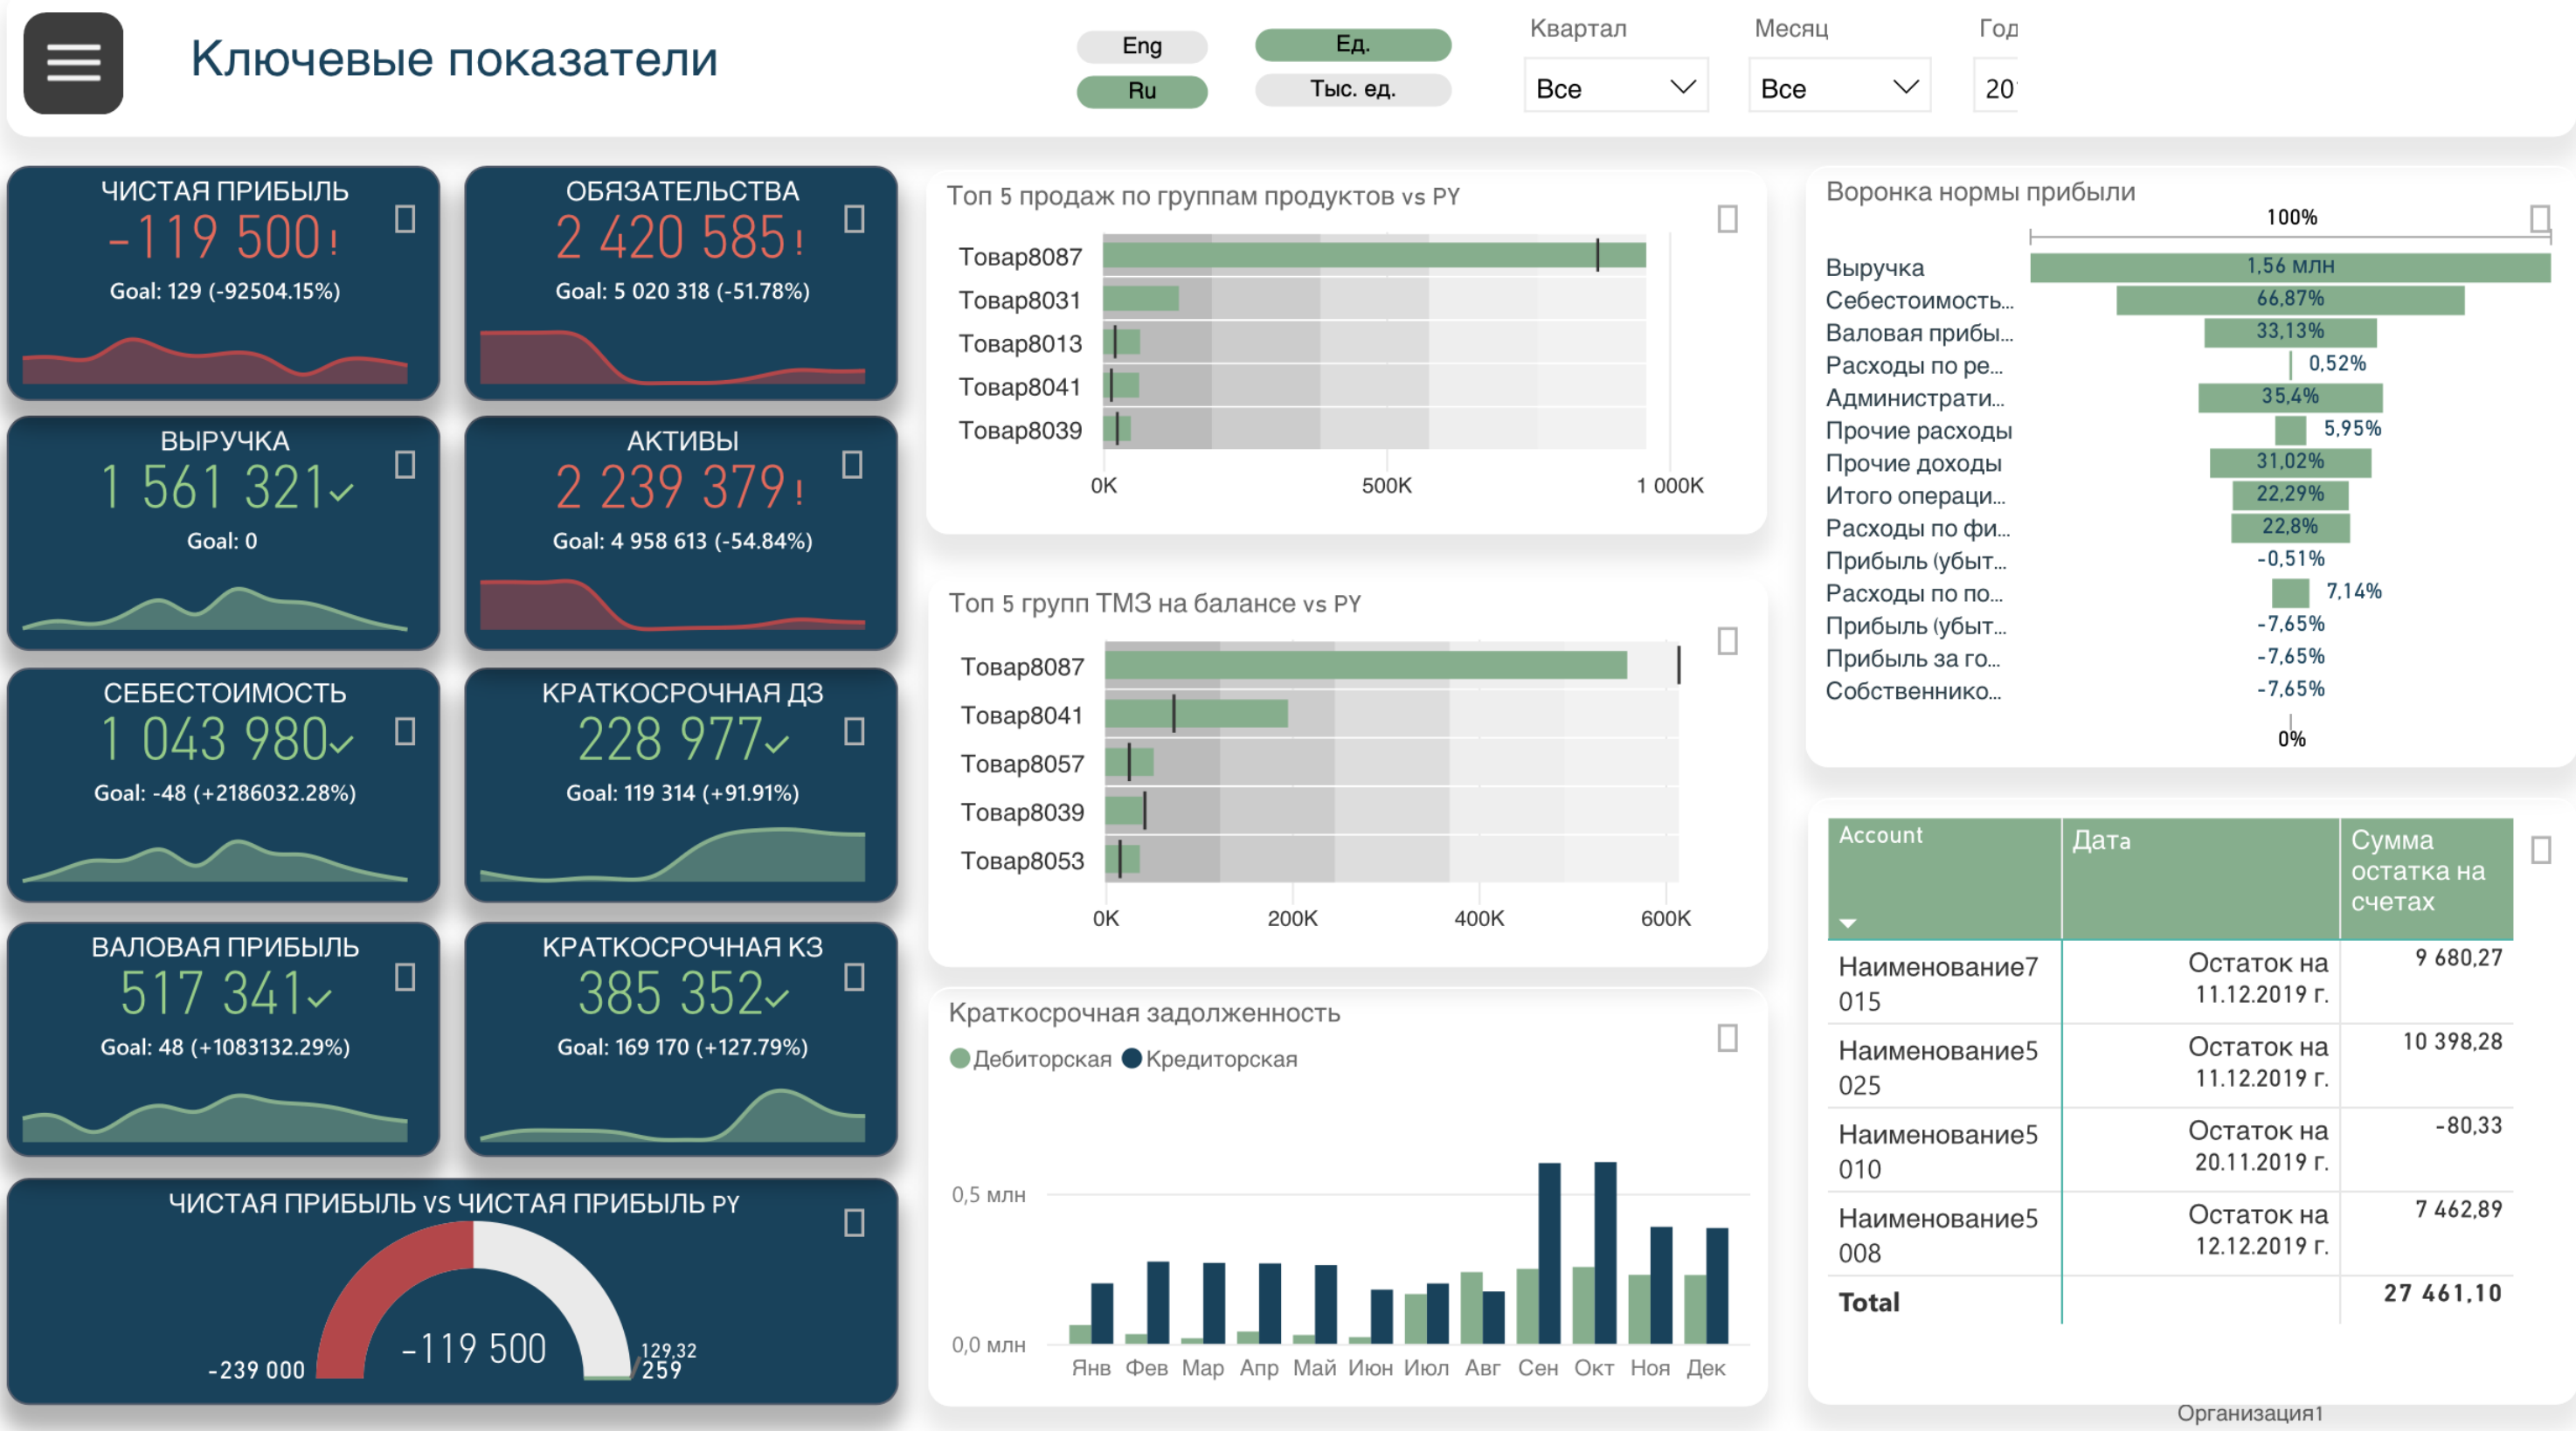 Ключевые показатели
Eng
Ru
Ед.
Тыс. ед.
Квартал
Все
Месяц
Все
Год
ЧИСТАЯ ПРИБЫЛЬ
-119 500!
Goal: 129 (-92504.15%)
ОБЯЗАТЕЛЬСТВА
2 420 585!
Goal: 5 020 318 (-51.78%)
ВЫРУЧКА
1 561 321
Goal: 0
АКТИВЫ
2 239 379!
Goal: 4 958 613 (-54.84%)
СЕБЕСТОИМОСТЬ
1 043 980
Goal: -48 (+2186032.28%)
КРАТКОСРОЧНАЯ ДЗ
228 977
Goal: 119 314 (+91.91%)
ВАЛОВАЯ ПРИБЫЛЬ
517 341
Goal: 48 (+1083132.29%)
КРАТКОСРОЧНАЯ КЗ
385 352
Goal: 169 170 (+127.79%)
ЧИСТАЯ ПРИБЫЛЬ VS ЧИСТАЯ ПРИБЫЛЬ PY
-119 500
-239 000
129,32
259
Топ 5 продаж по группам продуктов vs PY
Товар8087
Товар8031
Товар8013
Товар8041
Товар8039
0K 500K 1 000K
Топ 5 групп ТМЗ на балансе vs PY
Товар8087
Товар8041
Товар8057
Товар8039
Товар8053
0K 200K 400K 600K
Краткосрочная задолженность
Дебиторская Кредиторская
0,5 млн
0,0 млн
Янв Фев Мар Апр Май Июн Июл Авг Сен Окт Ноя Дек
Воронка нормы прибыли
100%
Выручка 1,56 млн
Себестоимость... 66,87%
Валовая прибы... 33,13%
Расходы по ре... 0,52%
Администрати... 35,4%
Прочие расходы 5,95%
Прочие доходы 31,02%
Итого операци... 22,29%
Расходы по фи... 22,8%
Прибыль (убыт... -0,51%
Расходы по по... 7,14%
Прибыль (убыт... -7,65%
Прибыль за го... -7,65%
Собственнико... -7,65%
0%
Account
Дата
Сумма
остатка на
счетах
Наименование7
015
Остаток на
11.12.2019 г.
9 680,27
Наименование5
025
Остаток на
11.12.2019 г.
10 398,28
Наименование5
010
Остаток на
20.11.2019 г.
-80,33
Наименование5
008
Остаток на
12.12.2019 г.
7 462,89
Total 27 461,10
Организация1